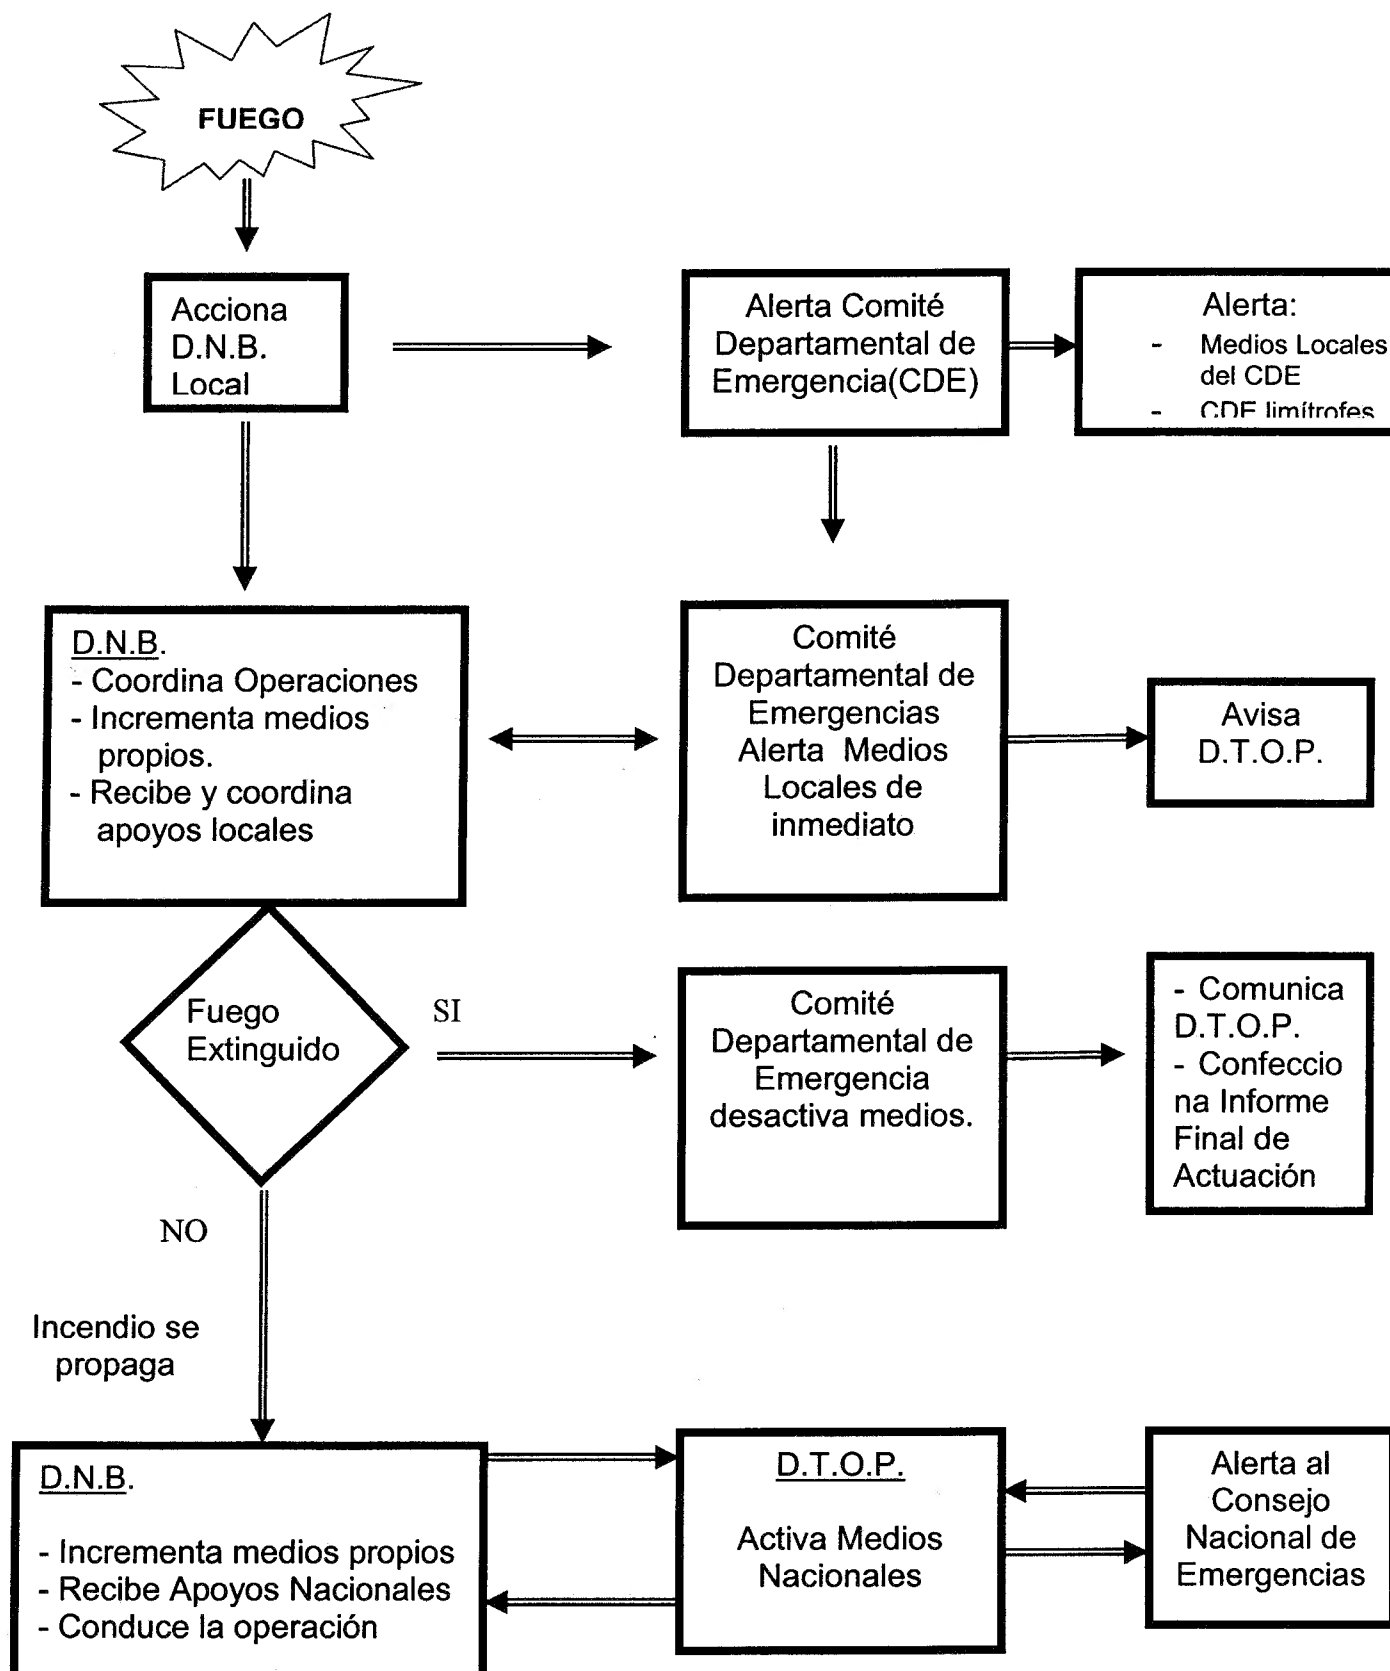 FUEGO
Acciona
D.N.B.
Local
Alerta Comité
Departamental de
Emergencia(CDE)
Alerta:
- Medios Locales
del CDE
- CDE limítrofes
D.N.B.
- Coordina Operaciones
- Incrementa medios
propios.
- Recibe y coordina
apoyos locales
Comité
Departamental de
Emergencias
Alerta Medios
Locales de
inmediato
Avisa
D.T.O.P.
Fuego
Extinguido
SI
Comité
Departamental de
Emergencia
desactiva medios.
- Comunica
D.T.O.P.
- Confeccio
na Informe
Final de
Actuación
NO
Incendio se
propaga
D.N.B.
- Incrementa medios propios
- Recibe Apoyos Nacionales
- Conduce la operación
D.T.O.P.
Activa Medios
Nacionales
Alerta al
Consejo
Nacional de
Emergencias